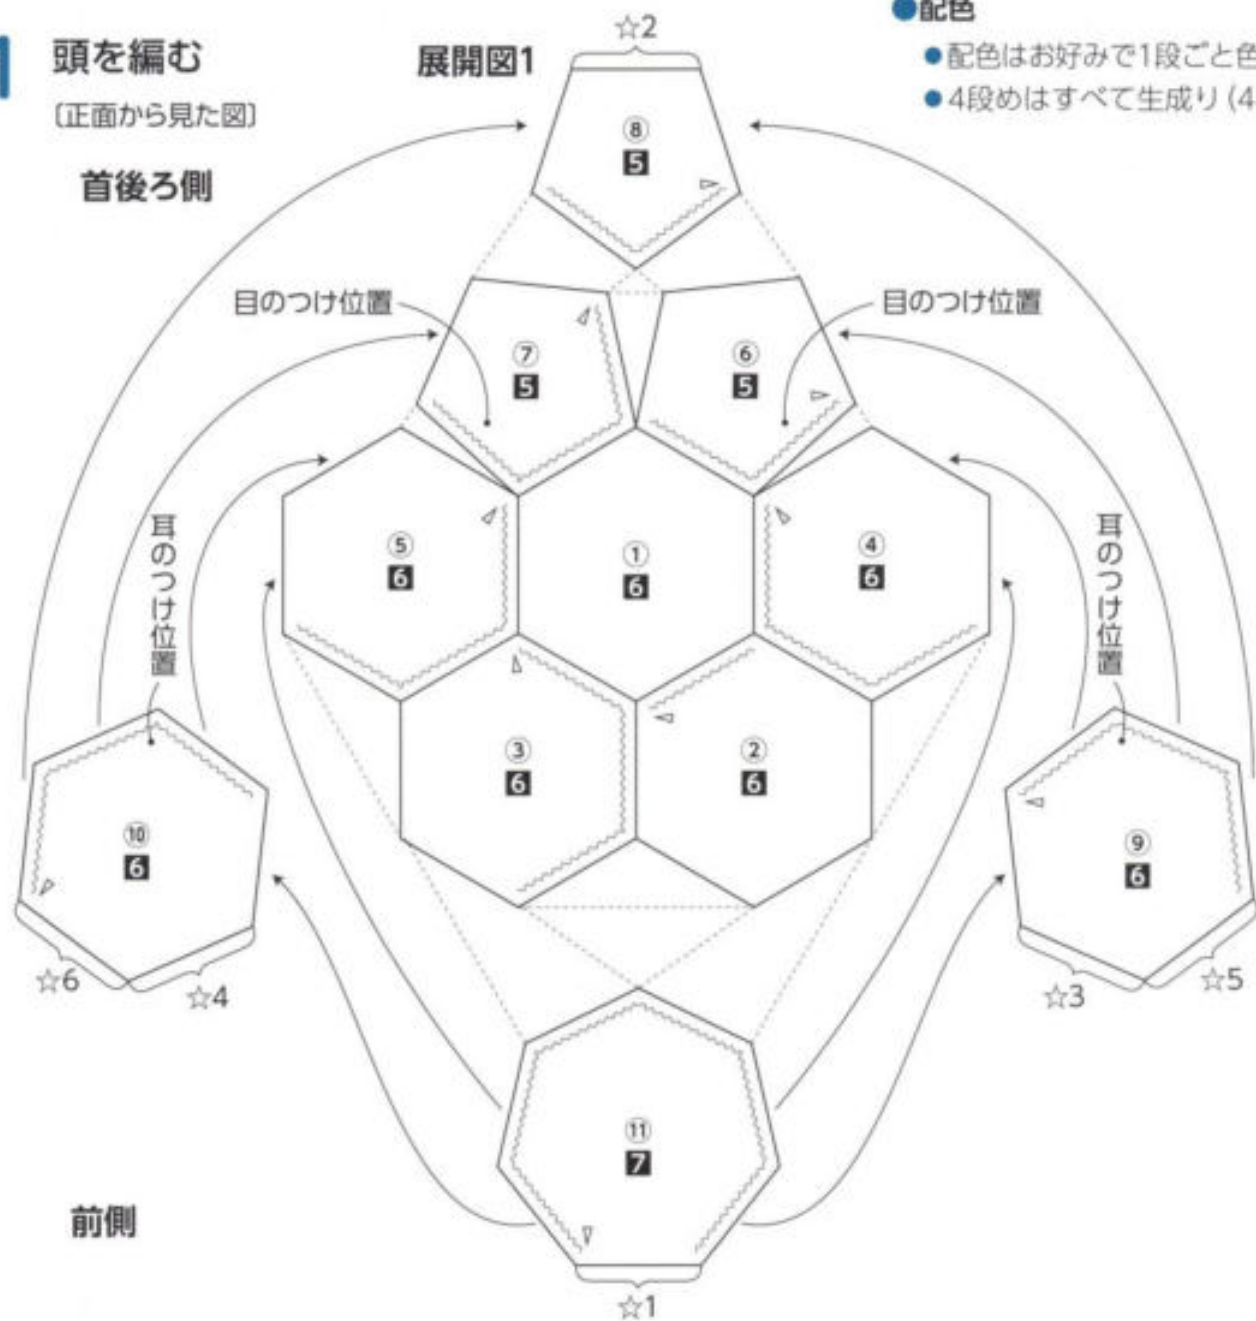 頭を編む
〔正面から見た図〕
展開図1
☆2
●配色
●配色はお好みで1段ごと色
●4段めはすべて生成り(4
首後ろ側
⑧
5
目のつけ位置
目のつけ位置
⑦
5
⑥
5
耳のつけ位置
⑤
6
①
6
④
6
耳のつけ位置
③
6
②
6
⑩
6
⑨
6
☆6
☆4
☆3
☆5
⑪
7
前側
☆1